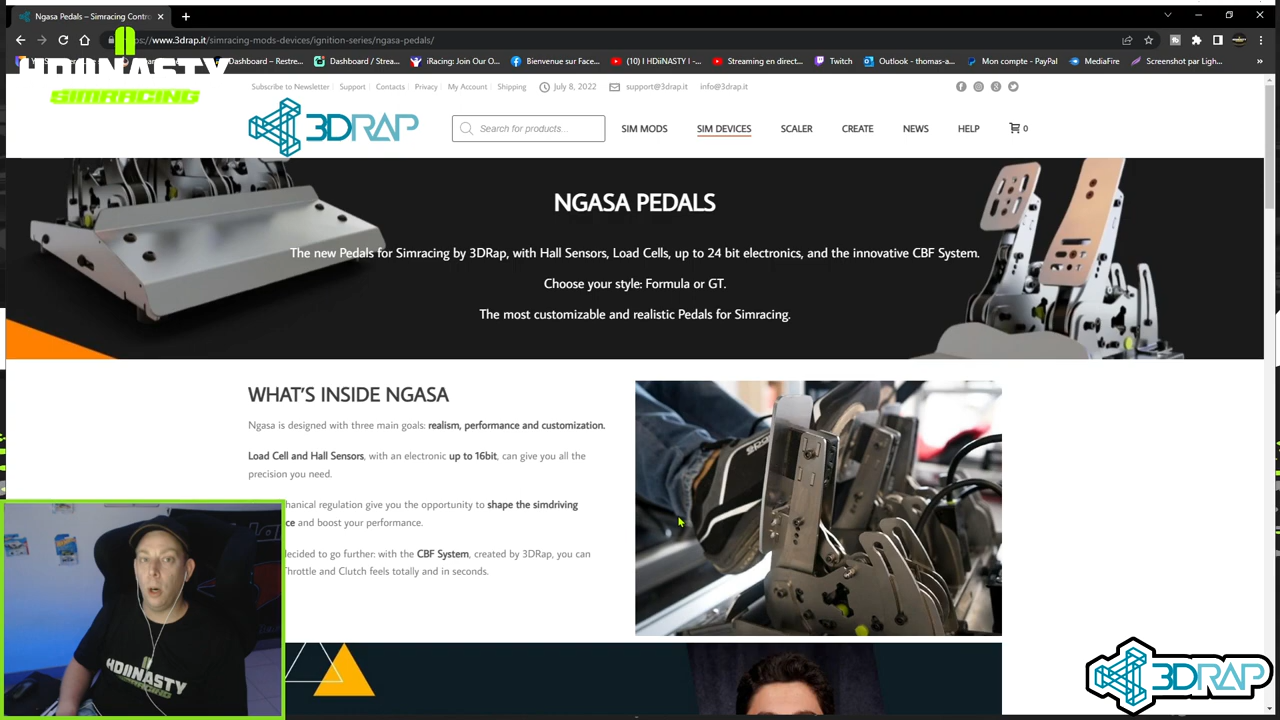 Ngasa Pedals – Simracing Contro
www.3drap.it/simracing-mods-devices/ignition-series/ngasa-pedals/
Dashboard – Restre...
Dashboard / Strea...
iRacing: Join Our O...
Bienvenue sur Face...
(10) I HDiiNASTY I -...
Streaming en direct...
Twitch
Outlook - thomas-a...
Mon compte - PayPal
MediaFire
Screenshot par Ligh...
HDIINASTY
SIMRACING
Subscribe to Newsletter
Support
Contacts
Privacy
My Account
Shipping
July 8, 2022
support@3drap.it
info@3drap.it
3DRAP
Search for products...
SIM MODS
SIM DEVICES
SCALER
CREATE
NEWS
HELP
0
NGASA PEDALS
The new Pedals for Simracing by 3DRap, with Hall Sensors, Load Cells, up to 24 bit electronics, and the innovative CBF System.
Choose your style: Formula or GT.
The most customizable and realistic Pedals for Simracing.
WHAT'S INSIDE NGASA
Ngasa is designed with three main goals: realism, performance and customization.
Load Cell and Hall Sensors, with an electronic up to 16bit, can give you all the
precision you need.
hanical regulation give you the opportunity to shape the simdriving
ce and boost your performance.
ecided to go further: with the CBF System, created by 3DRap, you can
Throttle and Clutch feels totally and in seconds.
HDIINASTY
SIMRACING
3DRAP